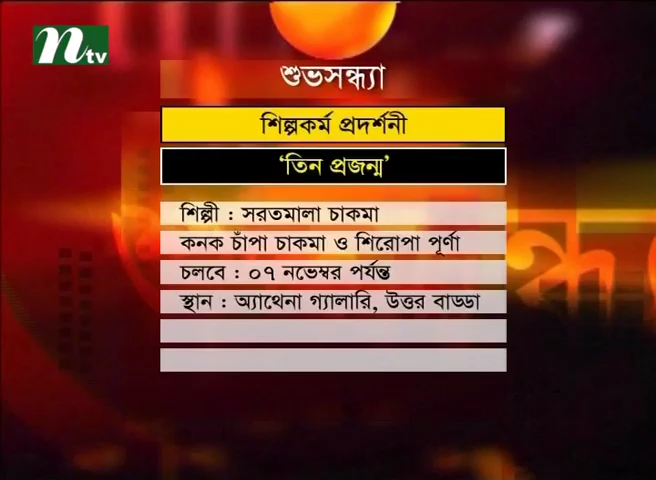 ntv
শুভসন্ধ্যা
শিল্পকর্ম প্রদর্শনী
‘তিন প্রজন্ম’
শিল্পী : সরতমালা চাকমা
কনক চাঁপা চাকমা ও শিরোপা পূর্ণা
চলবে : ০৭ নভেম্বর পর্যন্ত
স্থান : অ্যাথেনা গ্যালারি, উত্তর বাড্ডা